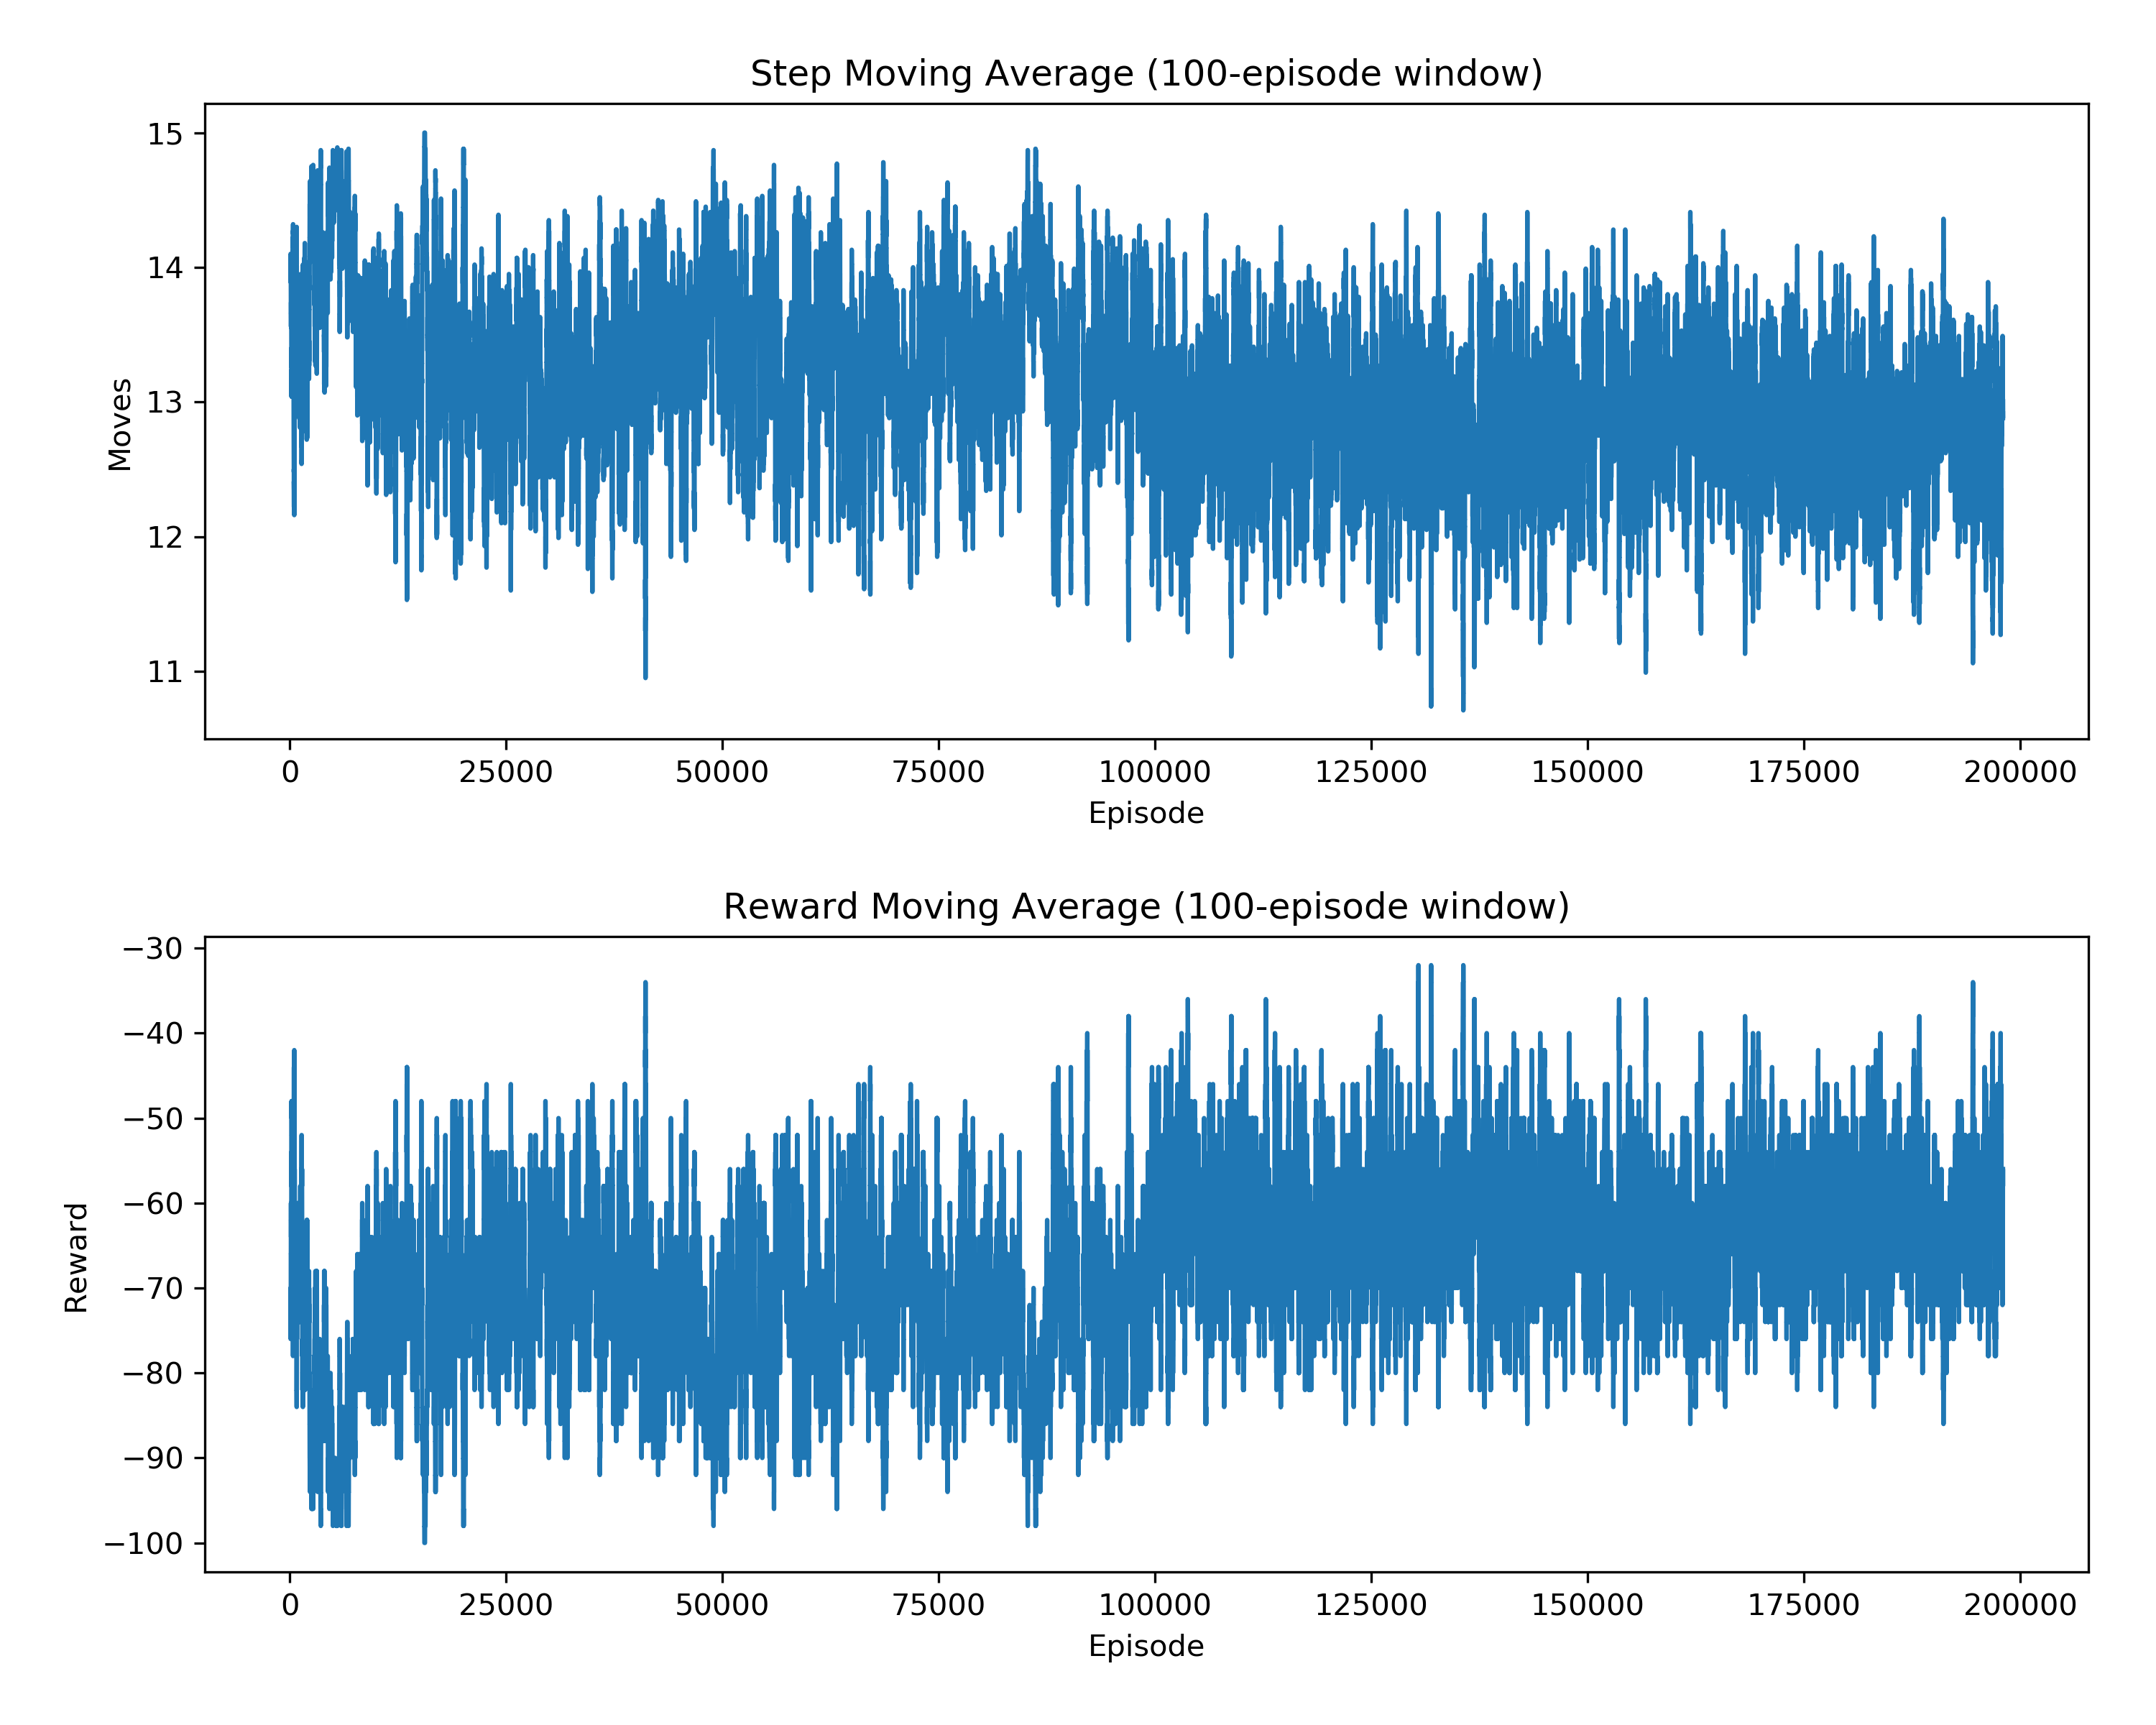 Step Moving Average (100-episode window)
15
14
13
12
11
Moves
0 25000 50000 75000 100000 125000 150000 175000 200000
Episode
Reward Moving Average (100-episode window)
−30
−40
−50
−60
−70
−80
−90
−100
Reward
0 25000 50000 75000 100000 125000 150000 175000 200000
Episode